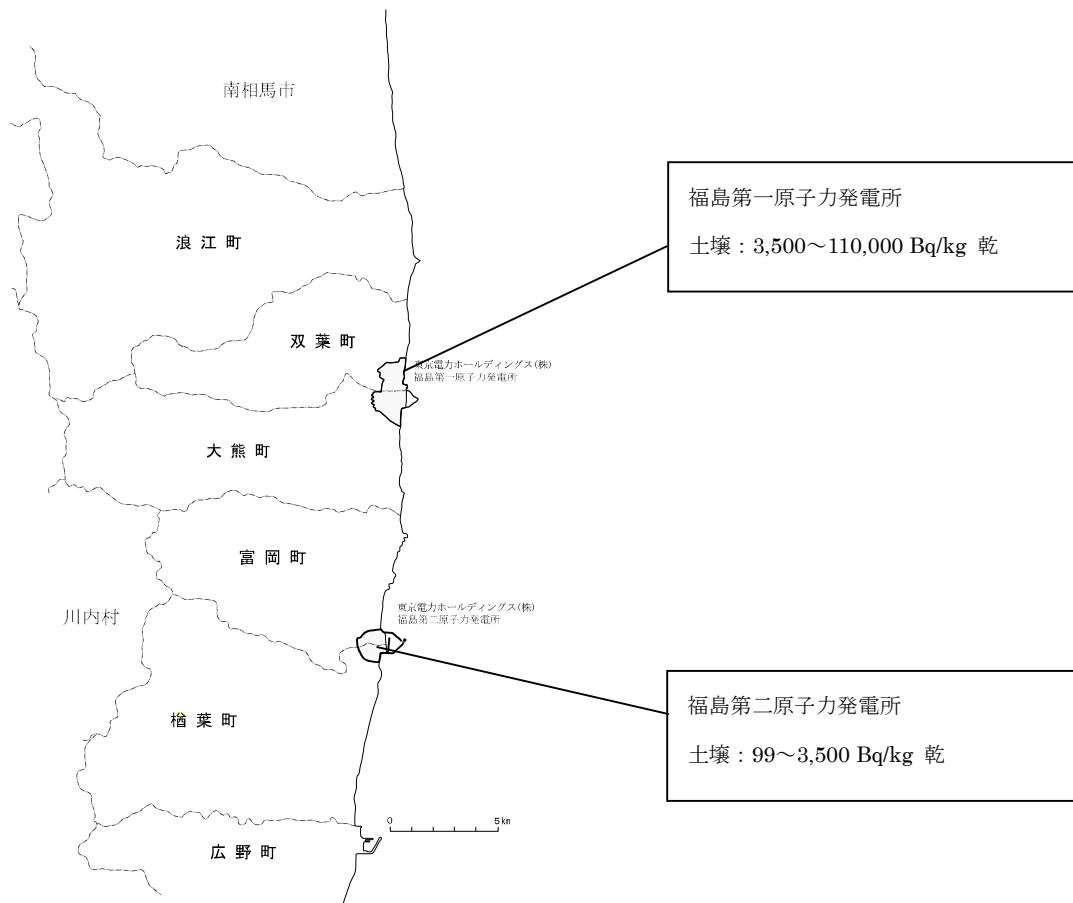 南相馬市
福島第一原子力発電所
土壌：3,500～110,000 Bq/kg 乾
浪 江 町
双 葉 町
東京電力ホールディングス(株)
福島第一原子力発電所
大 熊 町
富 岡 町
東京電力ホールディングス(株)
福島第二原子力発電所
川内村
福島第二原子力発電所
土壌：99～3,500 Bq/kg 乾
楢 葉 町
0 5km
広 野 町